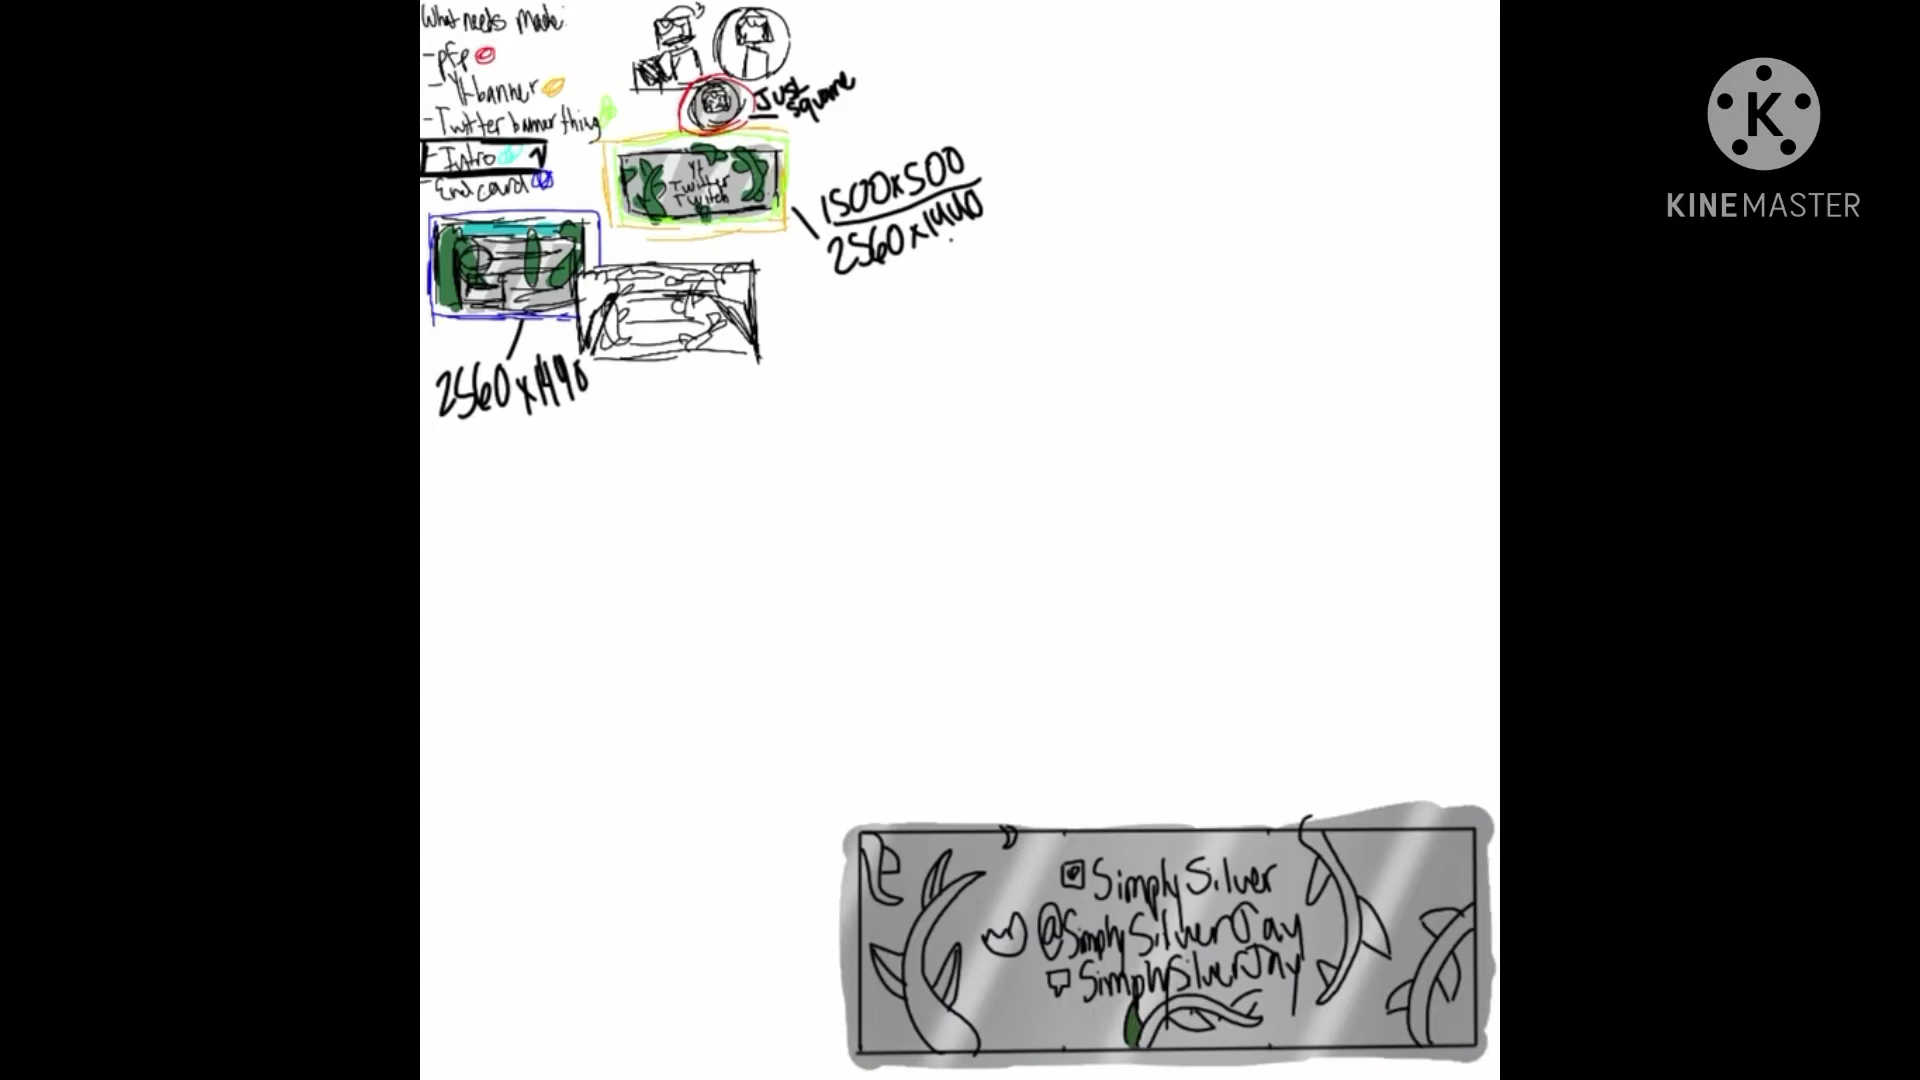 What needs made:
-pfp
-Yt banner
-Twitter banner thing
-Intro
-End card
Just
square
Yt
Twitter
Twitch
1500x500
2560x1440
2560x1440
K
KINEMASTER
SimplySilver
@SimplySilverJay
SimplySilverJay